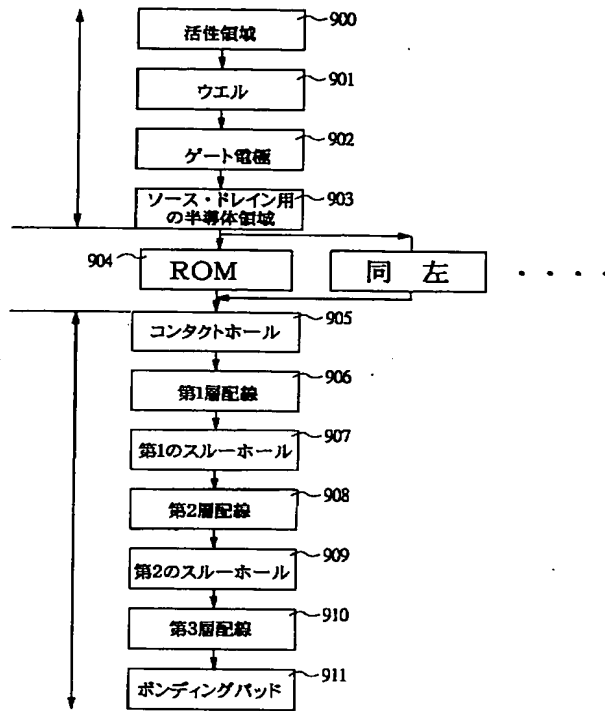 900
活性領域
901
ウエル
902
ゲート電極
903
ソース・ドレイン用
の半導体領域
904
ROM
同 左
・・・・
905
コンタクトホール
906
第1層配線
907
第1のスルーホール
908
第2層配線
909
第2のスルーホール
910
第3層配線
911
ボンディングパッド